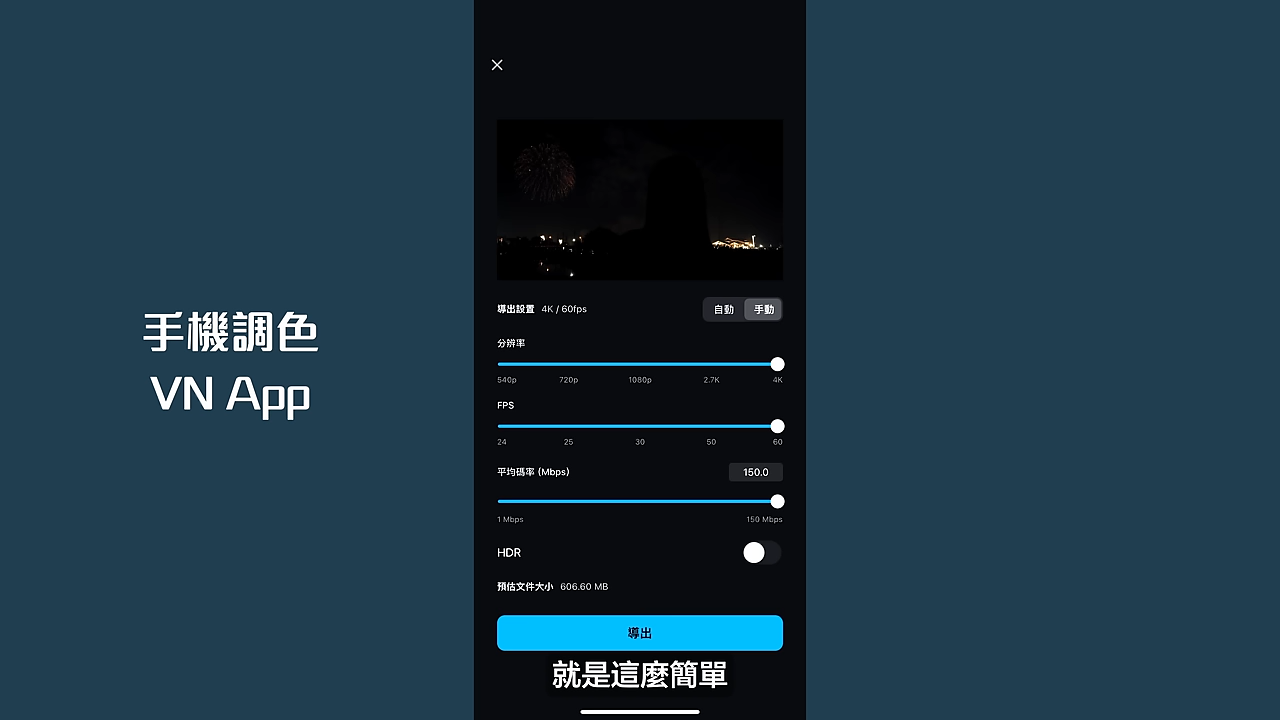 手機調色
VN App
導出設置 4K / 60fps 自動 手動
分辨率
540p 720p 1080p 2.7K 4K
FPS
24 25 30 50 60
平均碼率 (Mbps) 150.0
1 Mbps 150 Mbps
HDR
預估文件大小 606.60 MB
導出
就是這麼簡單